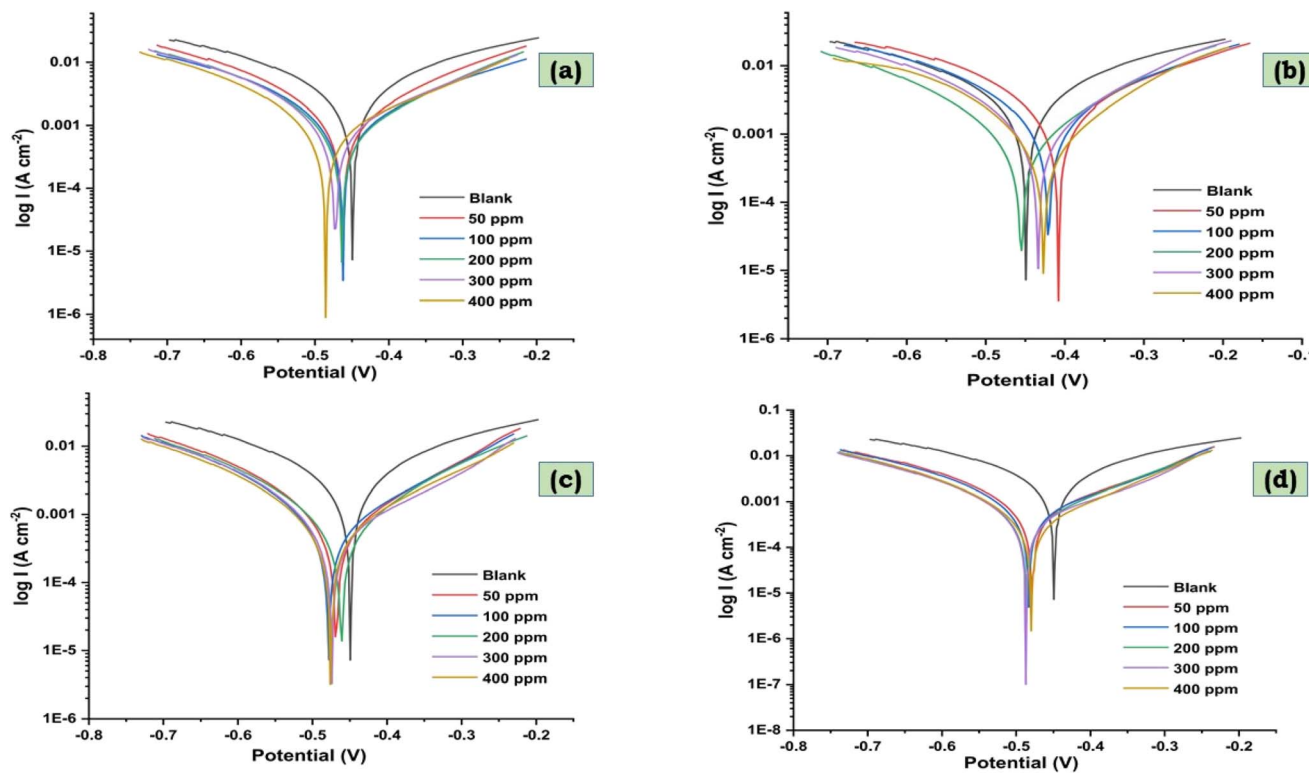 (a)
log I (A cm-2)
0.01
0.001
1E-4
1E-5
1E-6
Blank
50 ppm
100 ppm
200 ppm
300 ppm
400 ppm
-0.8 -0.7 -0.6 -0.5 -0.4 -0.3 -0.2
Potential (V)
(b)
log I (A cm-2)
0.01
0.001
1E-4
1E-5
1E-6
Blank
50 ppm
100 ppm
200 ppm
300 ppm
400 ppm
-0.7 -0.6 -0.5 -0.4 -0.3 -0.2 -0.1
Potential (V)
(c)
log I (A cm-2)
0.01
0.001
1E-4
1E-5
1E-6
Blank
50 ppm
100 ppm
200 ppm
300 ppm
400 ppm
-0.8 -0.7 -0.6 -0.5 -0.4 -0.3 -0.2
Potential (V)
(d)
log I (A cm-2)
0.1
0.01
0.001
1E-4
1E-5
1E-6
1E-7
1E-8
Blank
50 ppm
100 ppm
200 ppm
300 ppm
400 ppm
-0.8 -0.7 -0.6 -0.5 -0.4 -0.3 -0.2
Potential (V)